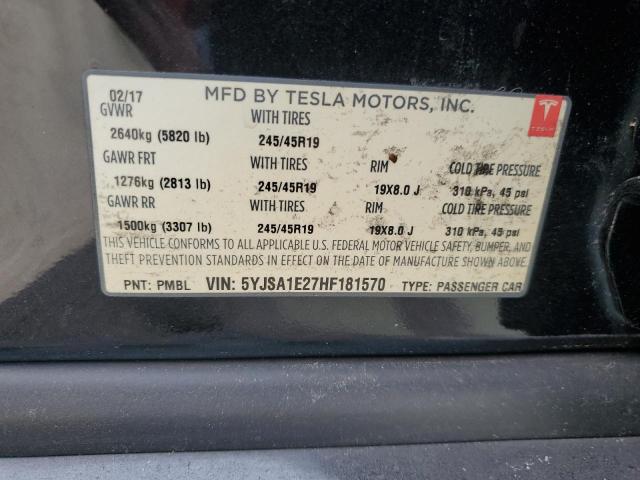 02/17 MFD BY TESLA MOTORS, INC.
GVWR WITH TIRES
2640kg (5820 lb) 245/45R19
TESLA
GAWR FRT WITH TIRES RIM COLD TIRE PRESSURE
1276kg (2813 lb) 245/45R19 19X8.0 J 310 kPa, 45 psi
GAWR RR WITH TIRES RIM COLD TIRE PRESSURE
1500kg (3307 lb) 245/45R19 19X8.0 J 310 kPa, 45 psi
THIS VEHICLE CONFORMS TO ALL APPLICABLE U.S. FEDERAL MOTOR VEHICLE SAFETY, BUMPER, AND
THEFT PREVENTION STANDARDS IN EFFECT ON THE DATE OF MANUFACTURE SHOWN ABOVE.
PNT: PMBL VIN: 5YJSA1E27HF181570 TYPE: PASSENGER CAR